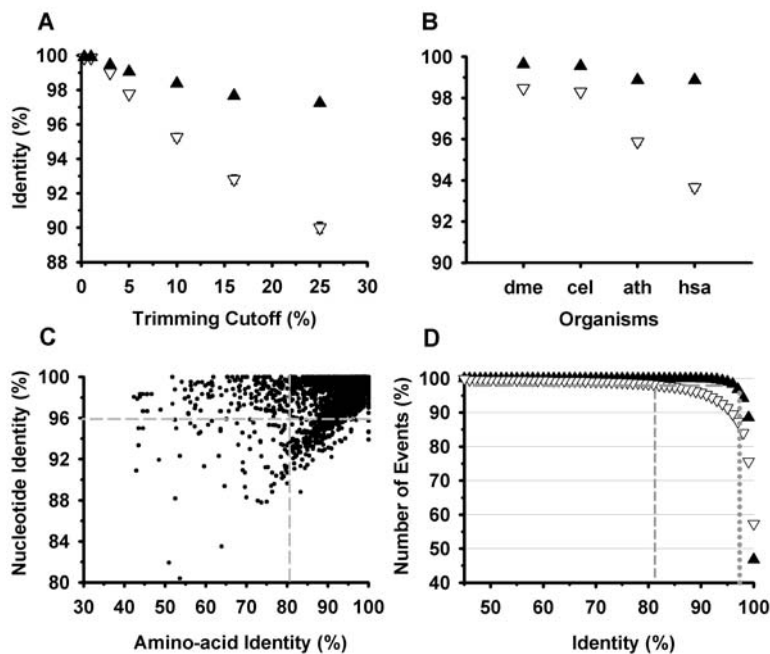 A
Identity (%)
100
98
96
94
92
90
88
0 5 10 15 20 25 30
Trimming Cutoff (%)
B
100
98
96
94
92
90
dme cel ath hsa
Organisms
C
Nucleotide Identity (%)
100
96
92
88
84
80
30 40 50 60 70 80 90 100
Amino-acid Identity (%)
D
Number of Events (%)
100
90
80
70
60
50
40
50 60 70 80 90 100
Identity (%)